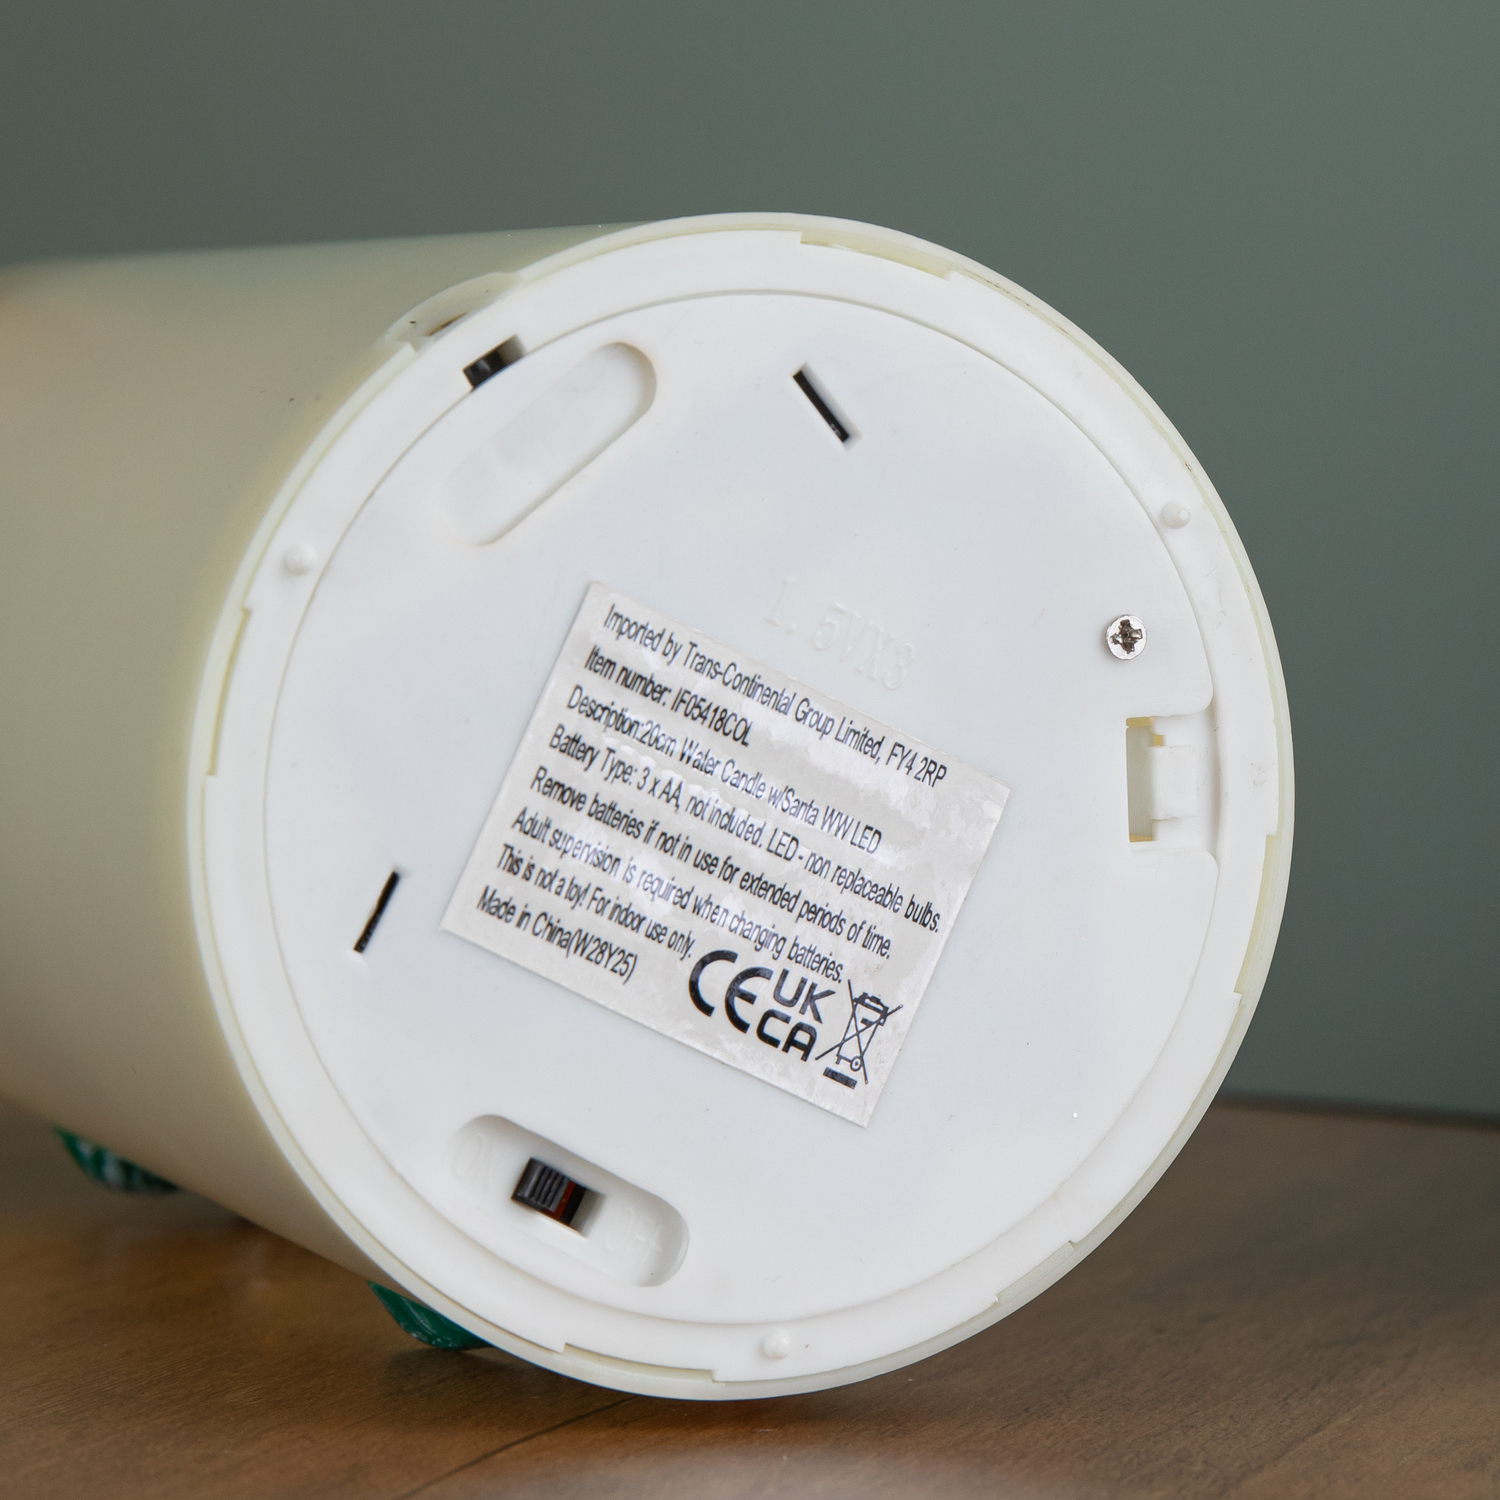 1.5VX3
Imported by Trans-Continental Group Limited, FY4 2RP
Item number: IF05418COL
Description:20cm Water Candle w/Santa WW LED
Battery Type: 3 x AA, not included. LED - non replaceable bulbs.
Remove batteries if not in use for extended periods of time.
Adult supervision is required when changing batteries.
This is not a toy! For indoor use only.
Made in China(W28Y25)
CE UK CA
ON OFF